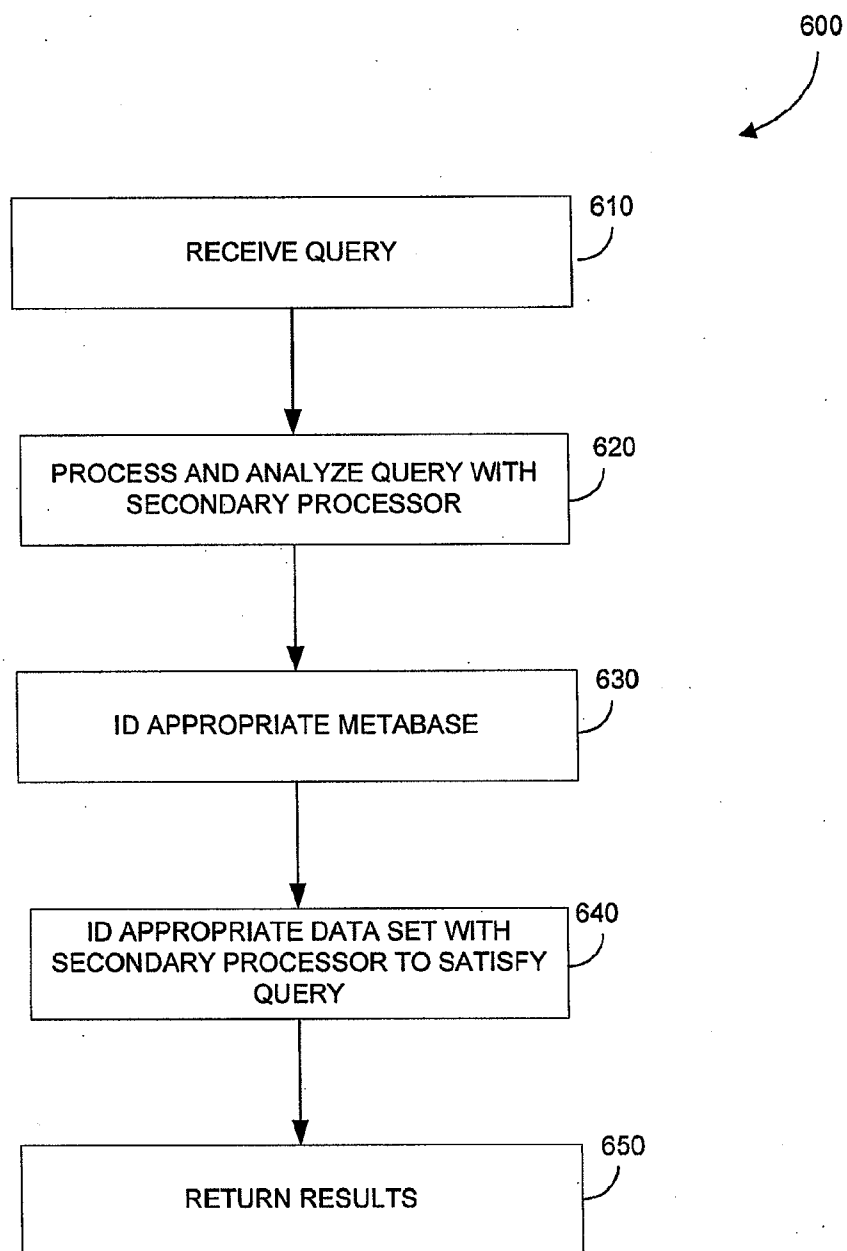 600
610
RECEIVE QUERY
620
PROCESS AND ANALYZE QUERY WITH
SECONDARY PROCESSOR
630
ID APPROPRIATE METABASE
640
ID APPROPRIATE DATA SET WITH
SECONDARY PROCESSOR TO SATISFY
QUERY
650
RETURN RESULTS